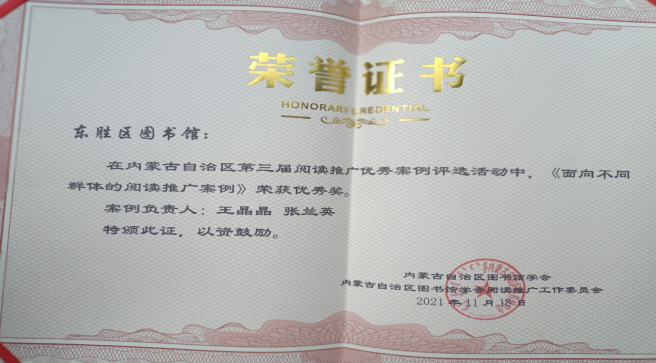 荣誉证书
HONORARY CREDENTIAL
东胜区图书馆：
在内蒙古自治区第三届阅读推广优秀案例评选活动中，《面向不同
群体的阅读推广案例》荣获优秀奖。
案例负责人：王晶晶 张兰英
特颁此证，以资鼓励。
内蒙古自治区图书馆学会
内蒙古自治区图书馆学会阅读推广工作委员会
2021年11月18日